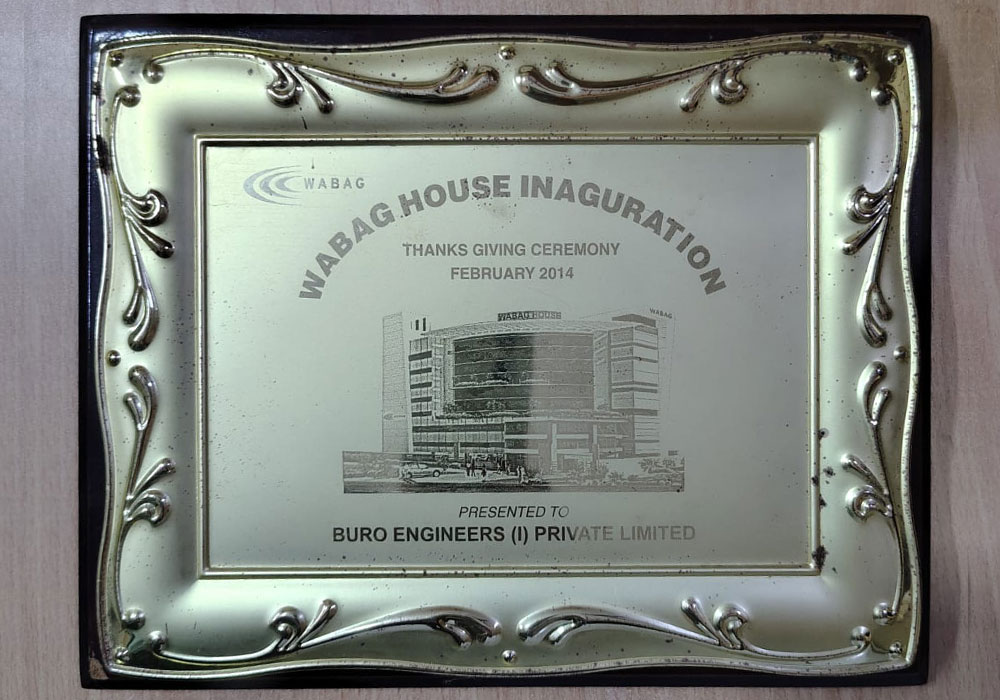 WABAG
WABAG HOUSE INAGURATION
THANKS GIVING CEREMONY
FEBRUARY 2014
WABAG HOUSE
WABAG
PRESENTED TO
BURO ENGINEERS (I) PRIVATE LIMITED